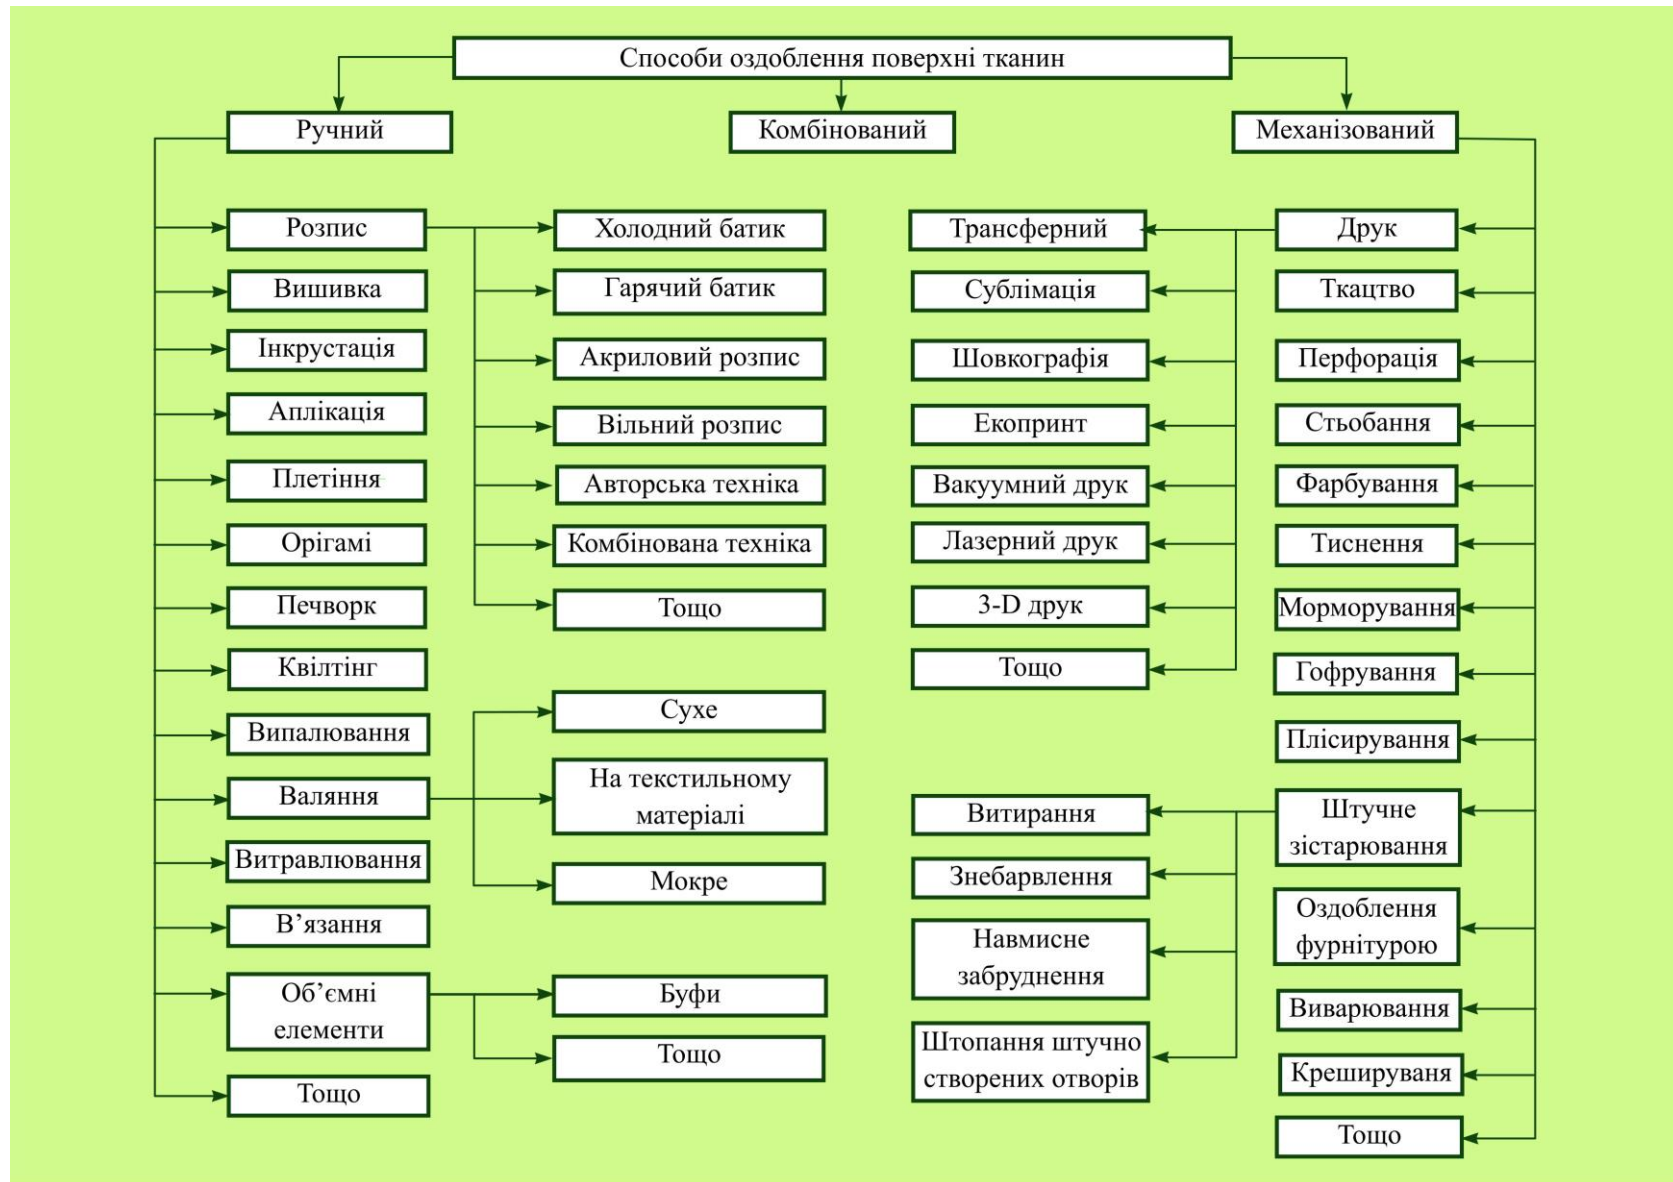 Способи оздоблення поверхні тканин
Ручний
Комбінований
Механізований
Розпис
Вишивка
Інкрустація
Аплікація
Плетіння
Орігамі
Печворк
Квілтінг
Випалювання
Валяння
Витравлювання
В’язання
Об’ємні
елементи
Тощо
Холодний батик
Гарячий батик
Акриловий розпис
Вільний розпис
Авторська техніка
Комбінована техніка
Тощо
Сухе
На текстильному
матеріалі
Мокре
Буфи
Тощо
Трансферний
Сублімація
Шовкографія
Екопринт
Вакуумний друк
Лазерний друк
3-D друк
Тощо
Витирання
Знебарвлення
Навмисне
забруднення
Штопання штучно
створених отворів
Друк
Ткацтво
Перфорація
Стьобання
Фарбування
Тиснення
Морморування
Гофрування
Плісирування
Штучне
зістарювання
Оздоблення
фурнітурою
Виварювання
Крешируваня
Тощо